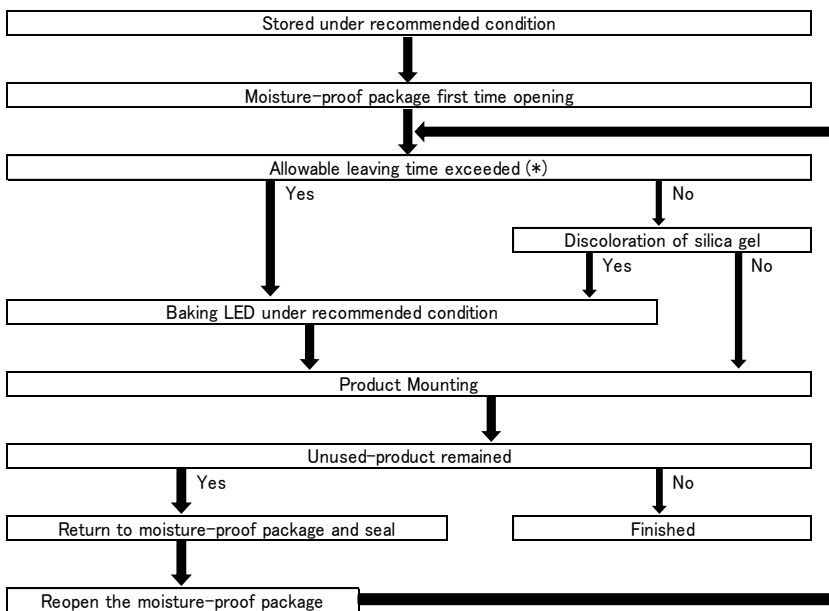 Stored under recommended condition
Moisture-proof package first time opening
Allowable leaving time exceeded (*)
Yes
No
Discoloration of silica gel
Yes
No
Baking LED under recommended condition
Product Mounting
Unused-product remained
Yes
No
Return to moisture-proof package and seal
Finished
Reopen the moisture-proof package